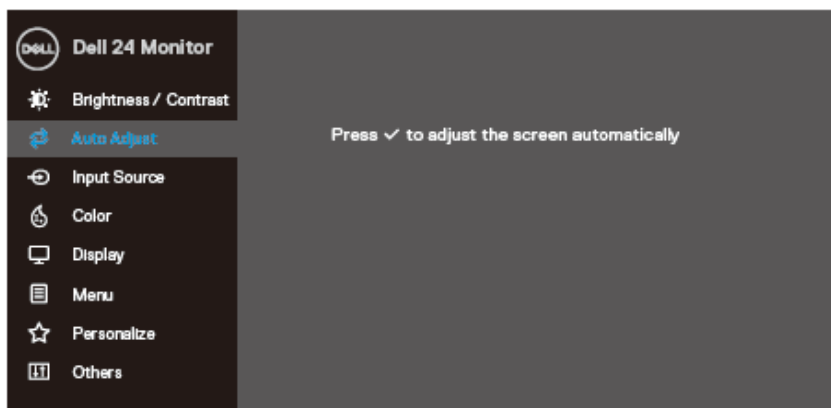 DELL Dell 24 Monitor
Brightness / Contrast
Auto Adjust
Press ✓ to adjust the screen automatically
Input Source
Color
Display
Menu
Personalize
Others